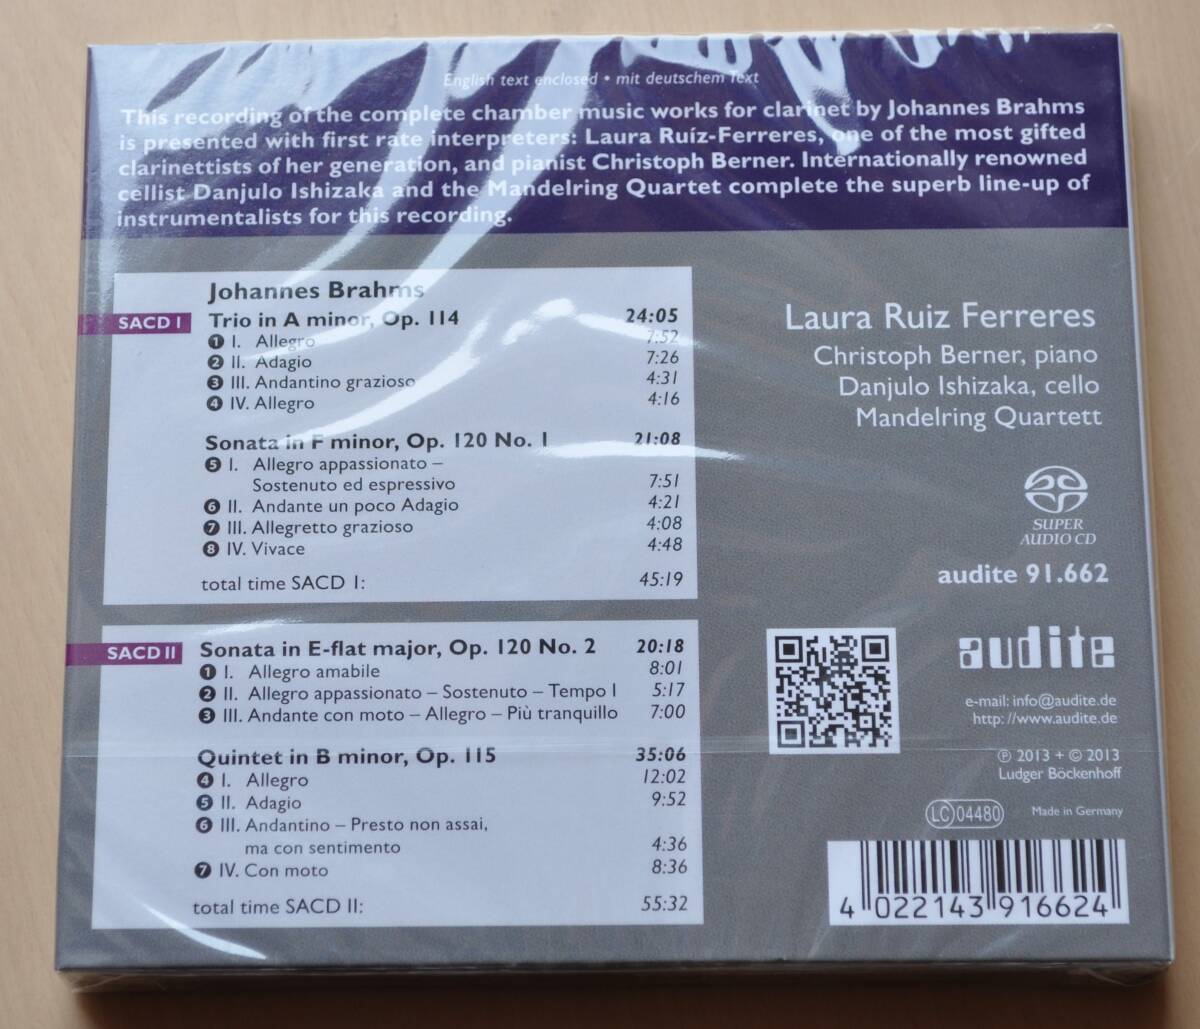 English text enclosed • mit deutschem Text
This recording of the complete chamber music works for clarinet by Johannes Brahms
is presented with first rate interpreters: Laura Ruíz-Ferreres, one of the most gifted
clarinettists of her generation, and pianist Christoph Berner. Internationally renowned
cellist Danjulo Ishizaka and the Mandelring Quartet complete the superb line-up of
instrumentalists for this recording.
Johannes Brahms
SACD I Trio in A minor, Op. 114 24:05
1 I. Allegro 7:52
2 II. Adagio 7:26
3 III. Andantino grazioso 4:31
4 IV. Allegro 4:16
Sonata in F minor, Op. 120 No. 1 21:08
5 I. Allegro appassionato –
Sostenuto ed espressivo 7:51
6 II. Andante un poco Adagio 4:21
7 III. Allegretto grazioso 4:08
8 IV. Vivace 4:48
total time SACD I: 45:19
SACD II Sonata in E-flat major, Op. 120 No. 2 20:18
1 I. Allegro amabile 8:01
2 II. Allegro appassionato – Sostenuto – Tempo I 5:17
3 III. Andante con moto – Allegro – Più tranquillo 7:00
Quintet in B minor, Op. 115 35:06
4 I. Allegro 12:02
5 II. Adagio 9:52
6 III. Andantino – Presto non assai,
ma con sentimento 4:36
7 IV. Con moto 8:36
total time SACD II: 55:32
Laura Ruiz Ferreres
Christoph Berner, piano
Danjulo Ishizaka, cello
Mandelring Quartett
SUPER
AUDIO CD
audite 91.662
audite
e-mail: info@audite.de
http://www.audite.de
℗ 2013 + © 2013
Ludger Böckenhoff
LC 04480
Made in Germany
4 022143 916624